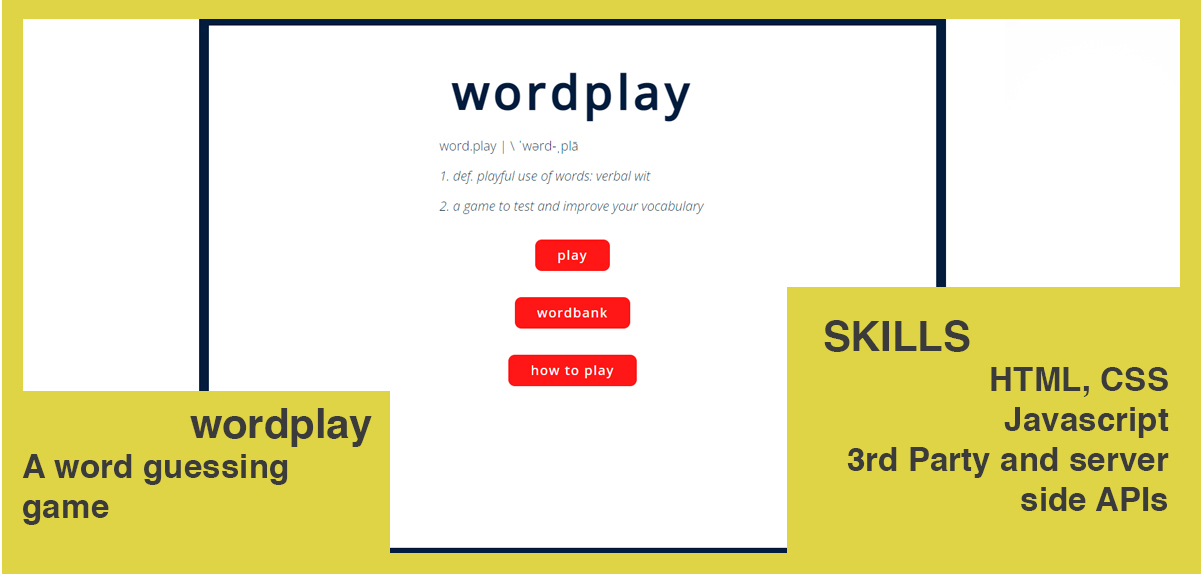 wordplay
word.play | \ ˈwərd-ˌplā
1. def. playful use of words: verbal wit
2. a game to test and improve your vocabulary
play
wordbank
how to play
wordplay
A word guessing
game
SKILLS
HTML, CSS
Javascript
3rd Party and server
side APIs